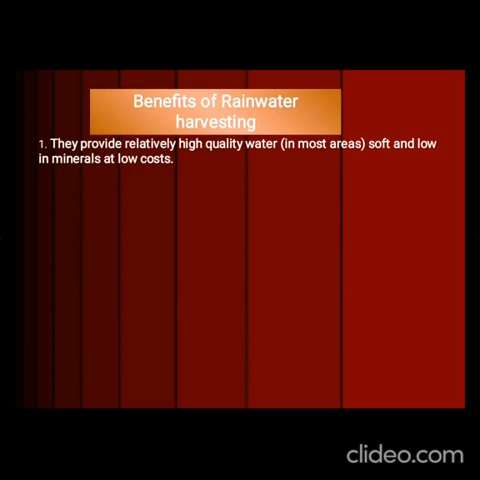 Benefits of Rainwater
harvesting
1. They provide relatively high quality water (in most areas) soft and low
in minerals at low costs.
clideo.com